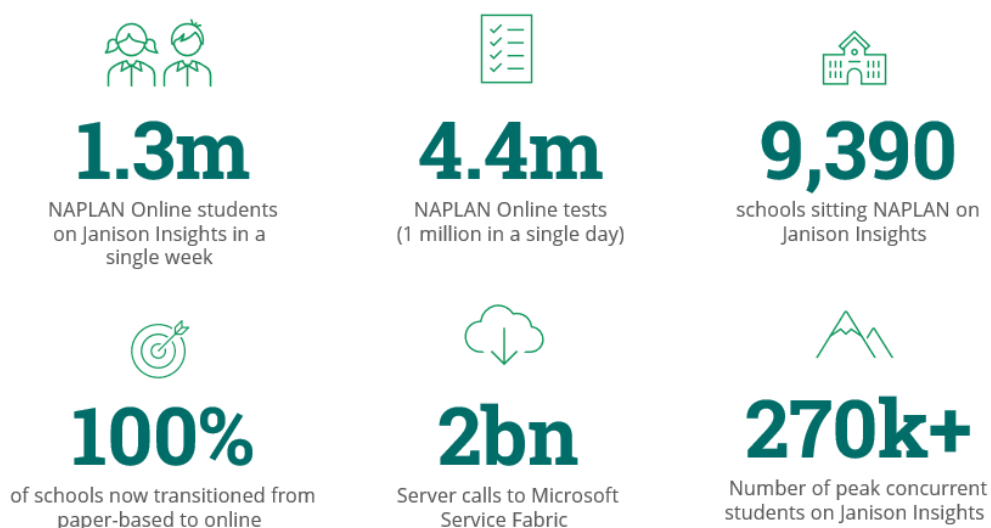 1.3m
NAPLAN Online students
on Janison Insights in a
single week
4.4m
NAPLAN Online tests
(1 million in a single day)
9,390
schools sitting NAPLAN on
Janison Insights
100%
of schools now transitioned from
paper-based to online
2bn
Server calls to Microsoft
Service Fabric
270k+
Number of peak concurrent
students on Janison Insights